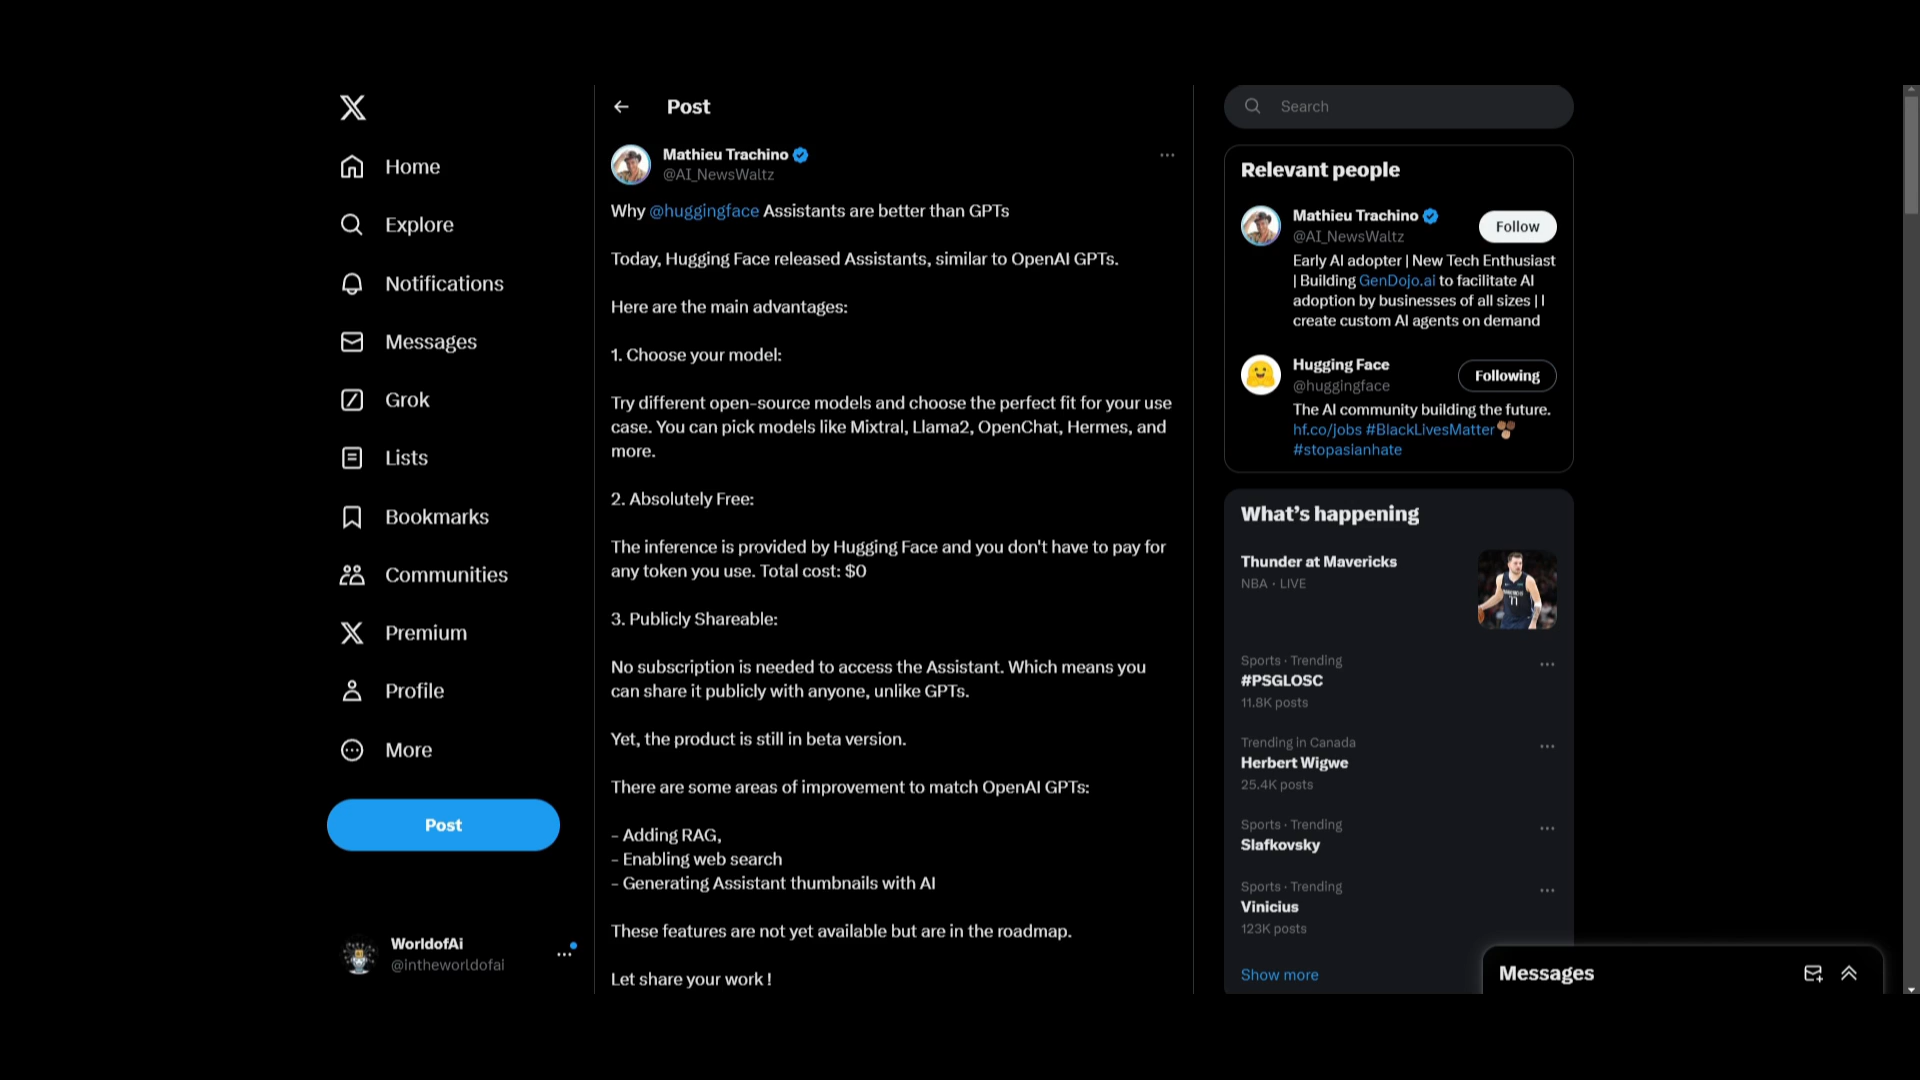 Home
Explore
Notifications
Messages
Grok
Lists
Bookmarks
Communities
Premium
Profile
More
Post
WorldofAi
@intheworldofai
Post
Mathieu Trachino
@AI_NewsWaltz
Why @huggingface Assistants are better than GPTs
Today, Hugging Face released Assistants, similar to OpenAI GPTs.
Here are the main advantages:
1. Choose your model:
Try different open-source models and choose the perfect fit for your use
case. You can pick models like Mixtral, Llama2, OpenChat, Hermes, and
more.
2. Absolutely Free:
The inference is provided by Hugging Face and you don't have to pay for
any token you use. Total cost: $0
3. Publicly Shareable:
No subscription is needed to access the Assistant. Which means you
can share it publicly with anyone, unlike GPTs.
Yet, the product is still in beta version.
There are some areas of improvement to match OpenAI GPTs:
- Adding RAG,
- Enabling web search
- Generating Assistant thumbnails with AI
These features are not yet available but are in the roadmap.
Let share your work !
Search
Relevant people
Mathieu Trachino
@AI_NewsWaltz
Follow
Early AI adopter | New Tech Enthusiast
| Building GenDojo.ai to facilitate AI
adoption by businesses of all sizes | I
create custom AI agents on demand
Hugging Face
@huggingface
Following
The AI community building the future.
hf.co/jobs #BlackLivesMatter
#stopasianhate
What's happening
Thunder at Mavericks
NBA · LIVE
77
Sports · Trending
#PSGLOSC
11.8K posts
Trending in Canada
Herbert Wigwe
25.4K posts
Sports · Trending
Slafkovsky
Sports · Trending
Vinicius
123K posts
Show more
Messages